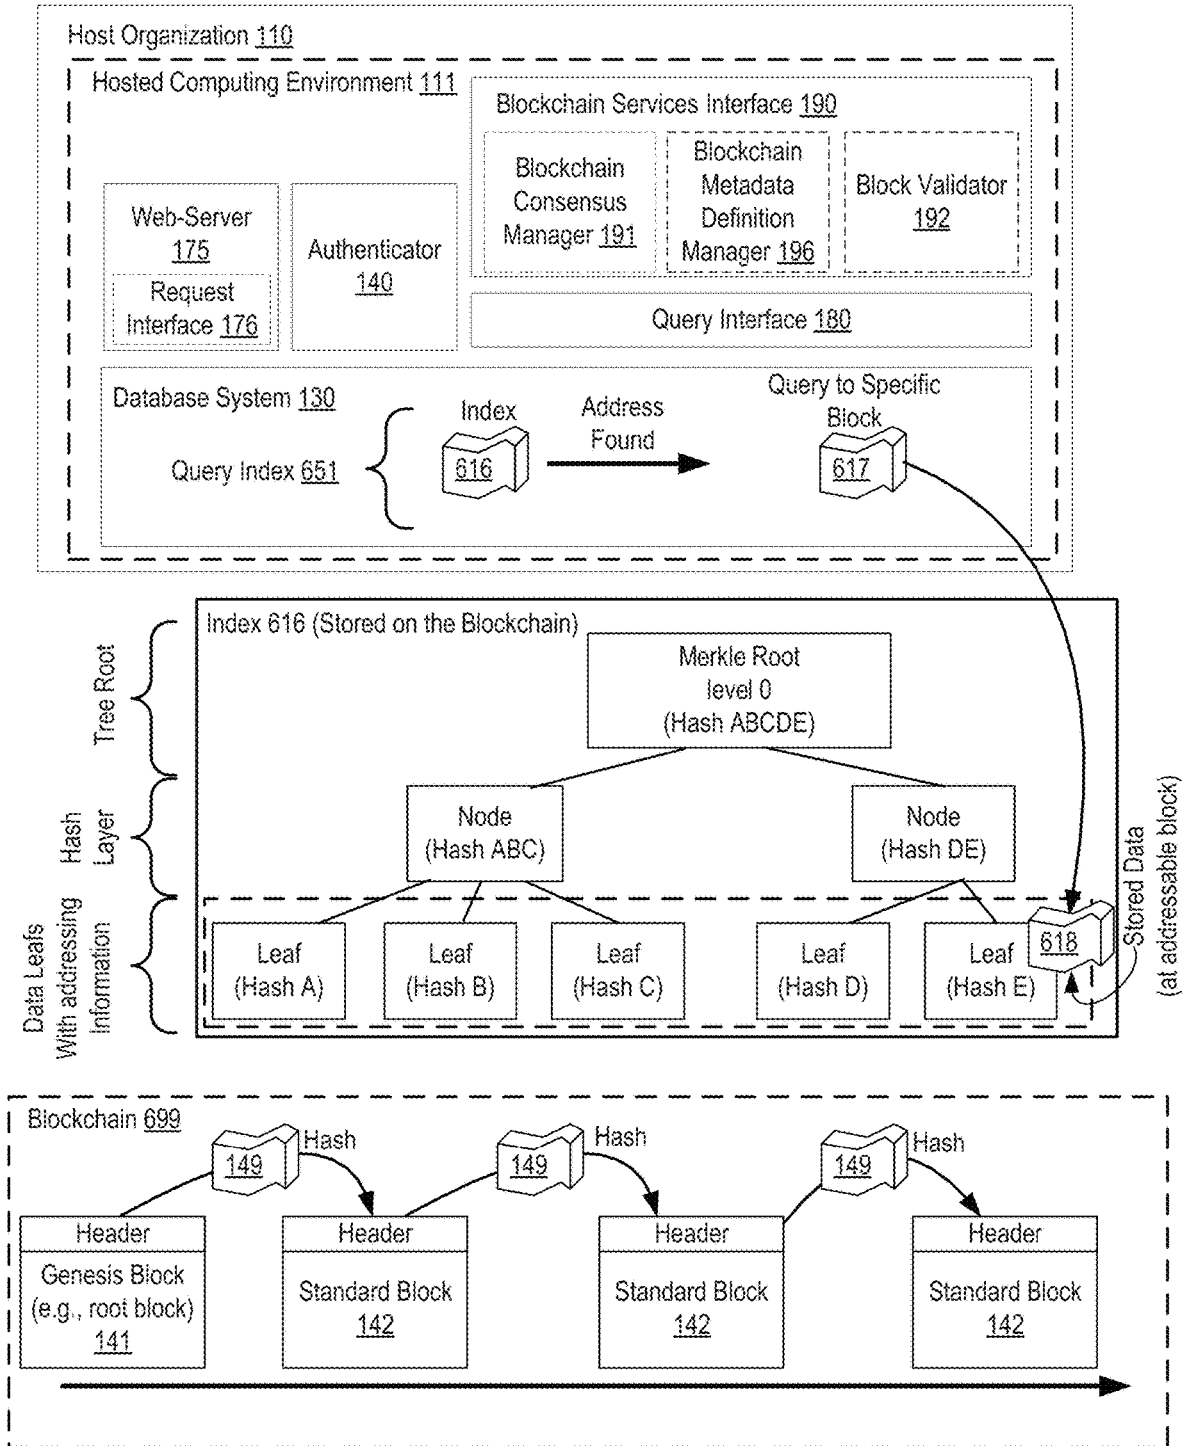 Host Organization 110
Hosted Computing Environment 111
Blockchain Services Interface 190
Blockchain
Consensus
Manager 191
Blockchain
Metadata
Definition
Manager 196
Block Validator
192
Web-Server
175
Request
Interface 176
Authenticator
140
Query Interface 180
Database System 130
Query Index 651
Index
616
Address
Found
Query to Specific
Block
617
Tree Root
Index 616 (Stored on the Blockchain)
Merkle Root
level 0
(Hash ABCDE)
Hash
Layer
Node
(Hash ABC)
Node
(Hash DE)
Data Leafs
With addressing
Information
Leaf
(Hash A)
Leaf
(Hash B)
Leaf
(Hash C)
Leaf
(Hash D)
Leaf
(Hash E)
618
Stored Data
(at addressable block)
Blockchain 699
149
Hash
149
Hash
149
Hash
Header
Genesis Block
(e.g., root block)
141
Header
Standard Block
142
Header
Standard Block
142
Header
Standard Block
142